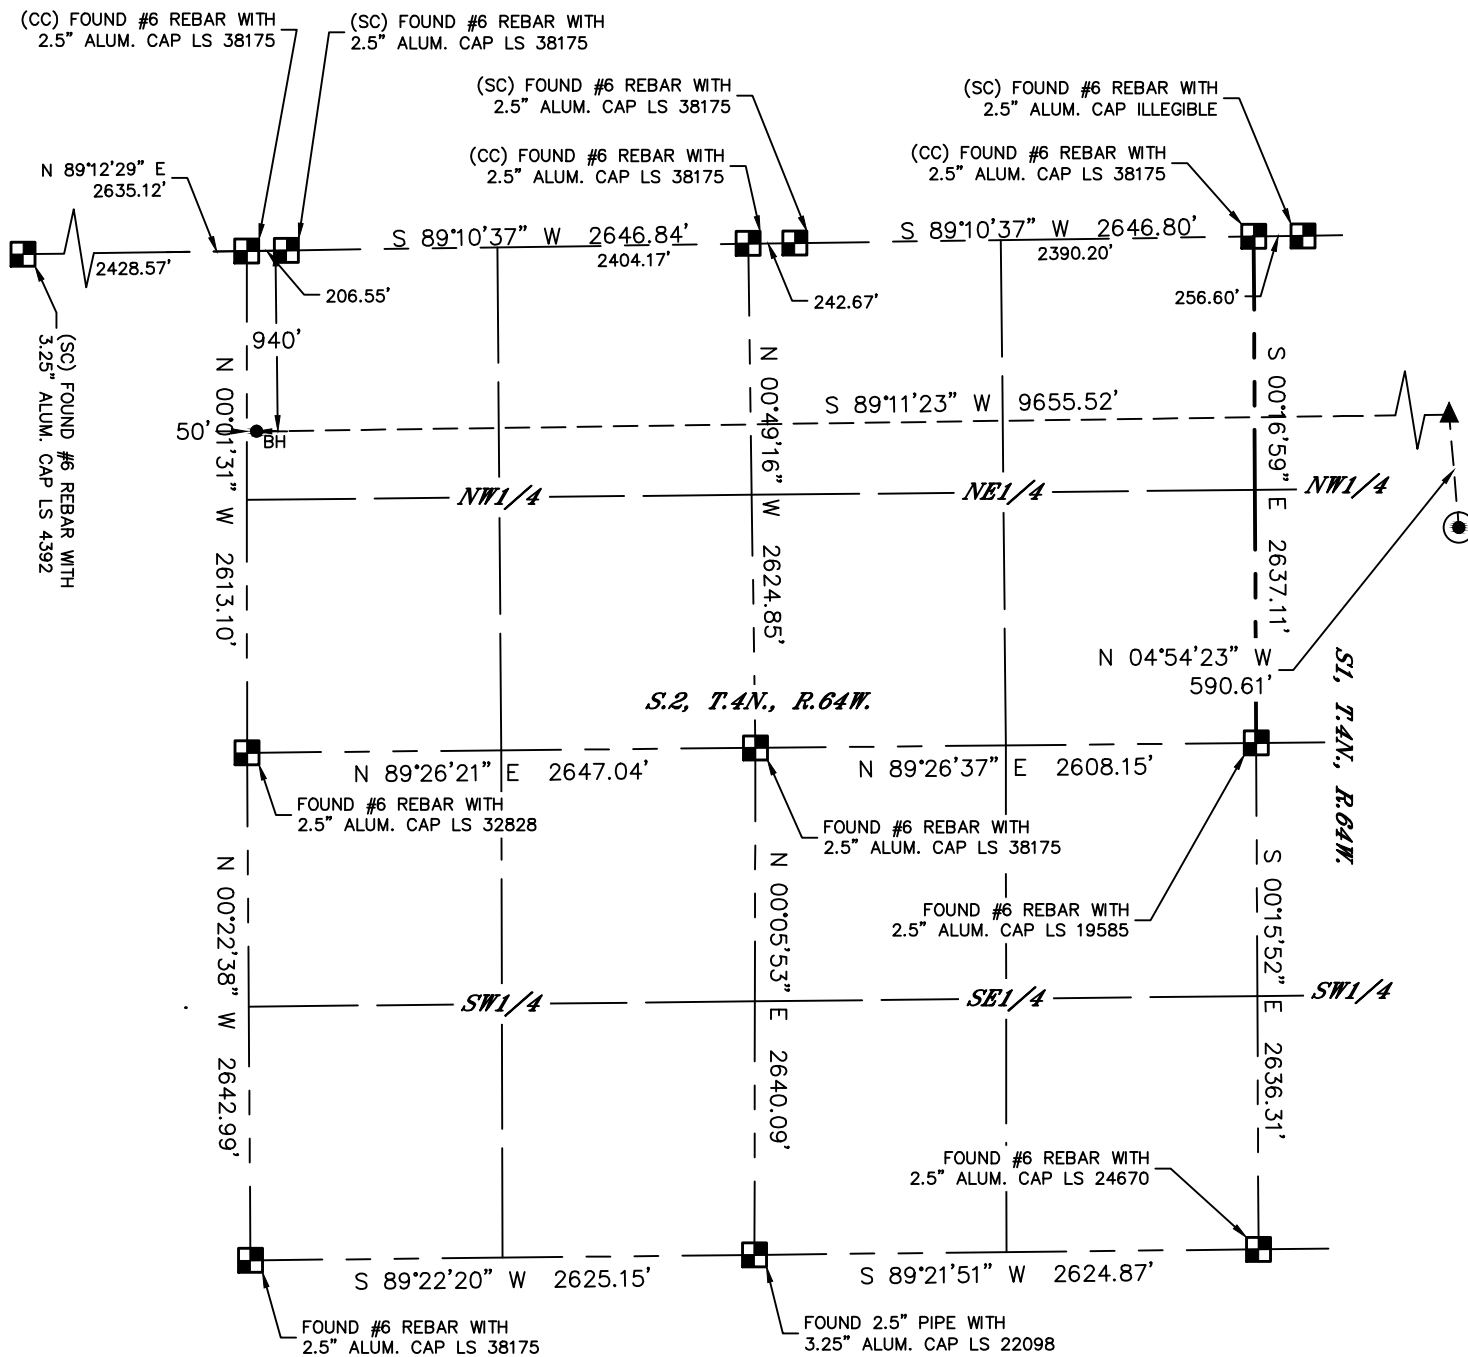 (CC) FOUND #6 REBAR WITH
2.5" ALUM. CAP LS 38175
(SC) FOUND #6 REBAR WITH
2.5" ALUM. CAP LS 38175
(SC) FOUND #6 REBAR WITH
2.5" ALUM. CAP LS 38175
(SC) FOUND #6 REBAR WITH
2.5" ALUM. CAP ILLEGIBLE
(CC) FOUND #6 REBAR WITH
2.5" ALUM. CAP LS 38175
(CC) FOUND #6 REBAR WITH
2.5" ALUM. CAP LS 38175
N 89°12'29" E
2635.12'
S 89°10'37" W 2646.84'
S 89°10'37" W 2646.80'
2428.57'
2404.17'
2390.20'
206.55'
242.67'
256.60'
940'
(SC) FOUND #6 REBAR WITH
3.25" ALUM. CAP LS 4392
N 00°01'31" W 2613.10'
N 00°49'16" W 2624.85'
S 00°16'59" E 2637.11'
S 89°11'23" W 9655.52'
50'
BH
NW1/4
NE1/4
NW1/4
N 04°54'23" W
590.61'
S.2, T.4N., R.64W.
S1, T.4N., R.64W.
N 89°26'21" E 2647.04'
N 89°26'37" E 2608.15'
FOUND #6 REBAR WITH
2.5" ALUM. CAP LS 32828
FOUND #6 REBAR WITH
2.5" ALUM. CAP LS 38175
FOUND #6 REBAR WITH
2.5" ALUM. CAP LS 19585
N 00°22'38" W 2642.99'
N 00°05'53" E 2640.09'
S 00°15'52" E 2636.31'
SW1/4
SE1/4
SW1/4
FOUND #6 REBAR WITH
2.5" ALUM. CAP LS 24670
S 89°22'20" W 2625.15'
S 89°21'51" W 2624.87'
FOUND #6 REBAR WITH
2.5" ALUM. CAP LS 38175
FOUND 2.5" PIPE WITH
3.25" ALUM. CAP LS 22098